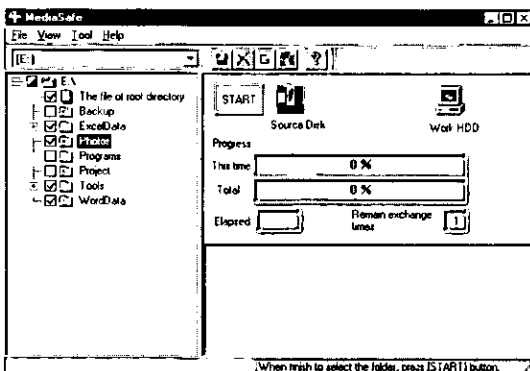 MediaSafe
File View Tool Help
[E:]
E:\
The file of root directory
Backup
ExcelData
Photos
Programs
Project
Tools
WordData
START
Source Disk
Work HDD
Progress
This time 0 %
Total 0 %
Elapsed
Remain exchange times 1
When finish to select the folder, press [START] button.